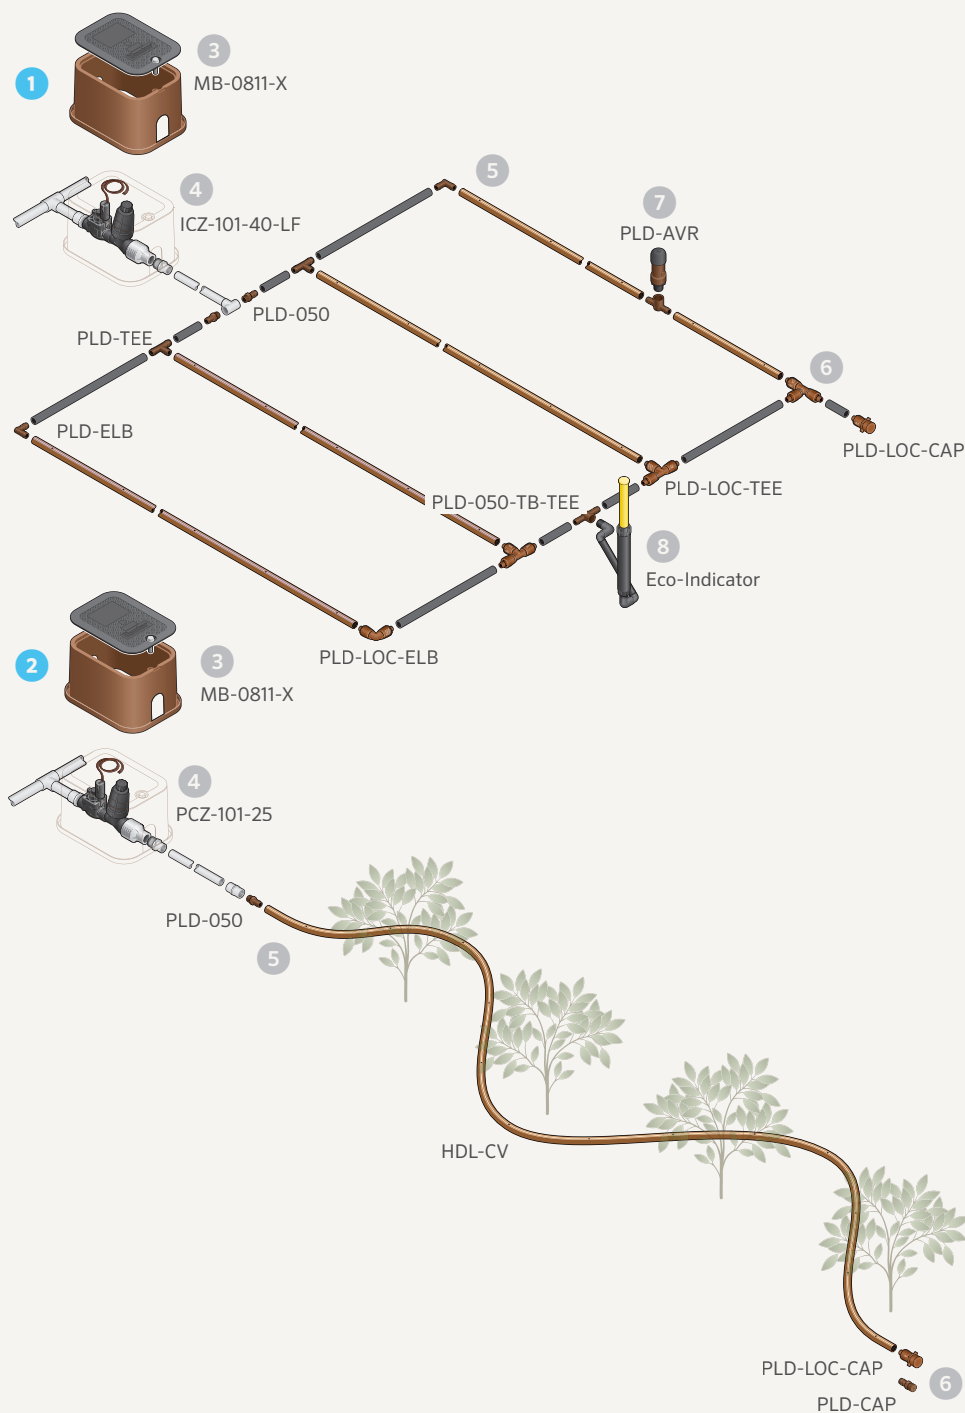 1
3
MB-0811-X
4
ICZ-101-40-LF
5
7
PLD-AVR
PLD-050
PLD-TEE
6
PLD-ELB
PLD-LOC-CAP
PLD-LOC-TEE
PLD-050-TB-TEE
8
Eco-Indicator
PLD-LOC-ELB
2
3
MB-0811-X
4
PCZ-101-25
PLD-050
5
HDL-CV
PLD-LOC-CAP
6
PLD-CAP